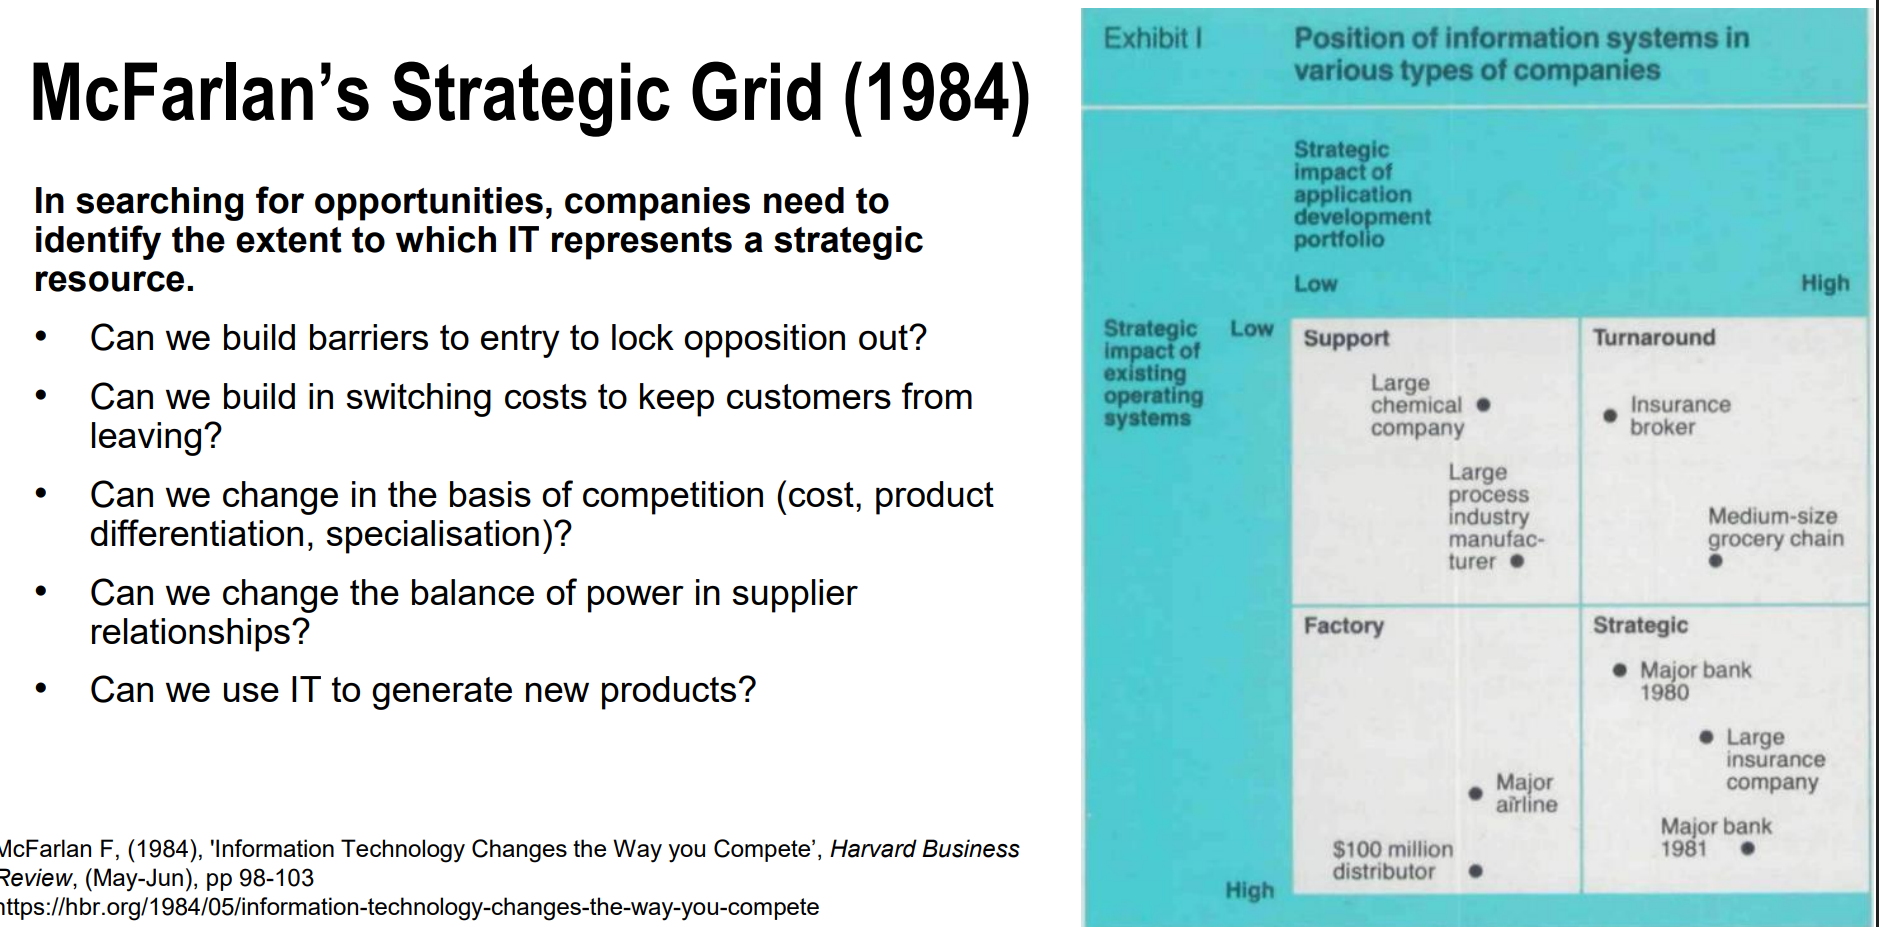 McFarlan’s Strategic Grid (1984)
In searching for opportunities, companies need to
identify the extent to which IT represents a strategic
resource.
• Can we build barriers to entry to lock opposition out?
• Can we build in switching costs to keep customers from
leaving?
• Can we change in the basis of competition (cost, product
differentiation, specialisation)?
• Can we change the balance of power in supplier
relationships?
• Can we use IT to generate new products?
McFarlan F, (1984), 'Information Technology Changes the Way you Compete’, Harvard Business
Review, (May-Jun), pp 98-103
https://hbr.org/1984/05/information-technology-changes-the-way-you-compete
Exhibit I
Position of information systems in
various types of companies
Strategic
impact of
application
development
portfolio
Low
High
Strategic
impact of
existing
operating
systems
Low
High
Support
Large
chemical
company
Large
process
industry
manufac-
turer
Turnaround
Insurance
broker
Medium-size
grocery chain
Factory
Major
airline
$100 million
distributor
Strategic
Major bank
1980
Large
insurance
company
Major bank
1981